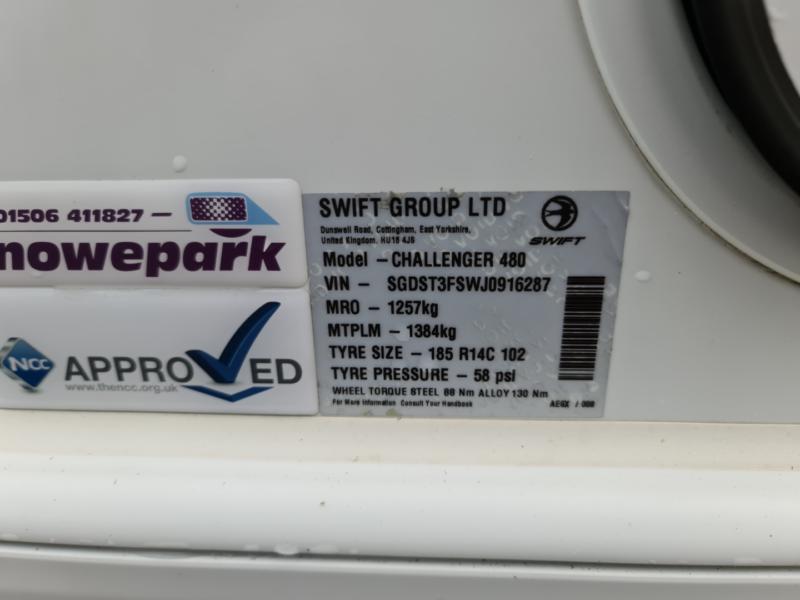 01506 411827 —
nowepark
NCC
APPROVED
www.thencc.org.uk
SWIFT GROUP LTD
Dunswell Road, Cottingham, East Yorkshire,
United Kingdom, HU16 4JS
SWIFT
Model – CHALLENGER 480
VIN – SGDST3FSWJ0916287
MRO – 1257kg
MTPLM – 1384kg
TYRE SIZE – 185 R14C 102
TYRE PRESSURE – 58 psi
WHEEL TORQUE STEEL 88 Nm ALLOY 130 Nm
For More Information Consult Your Handbook